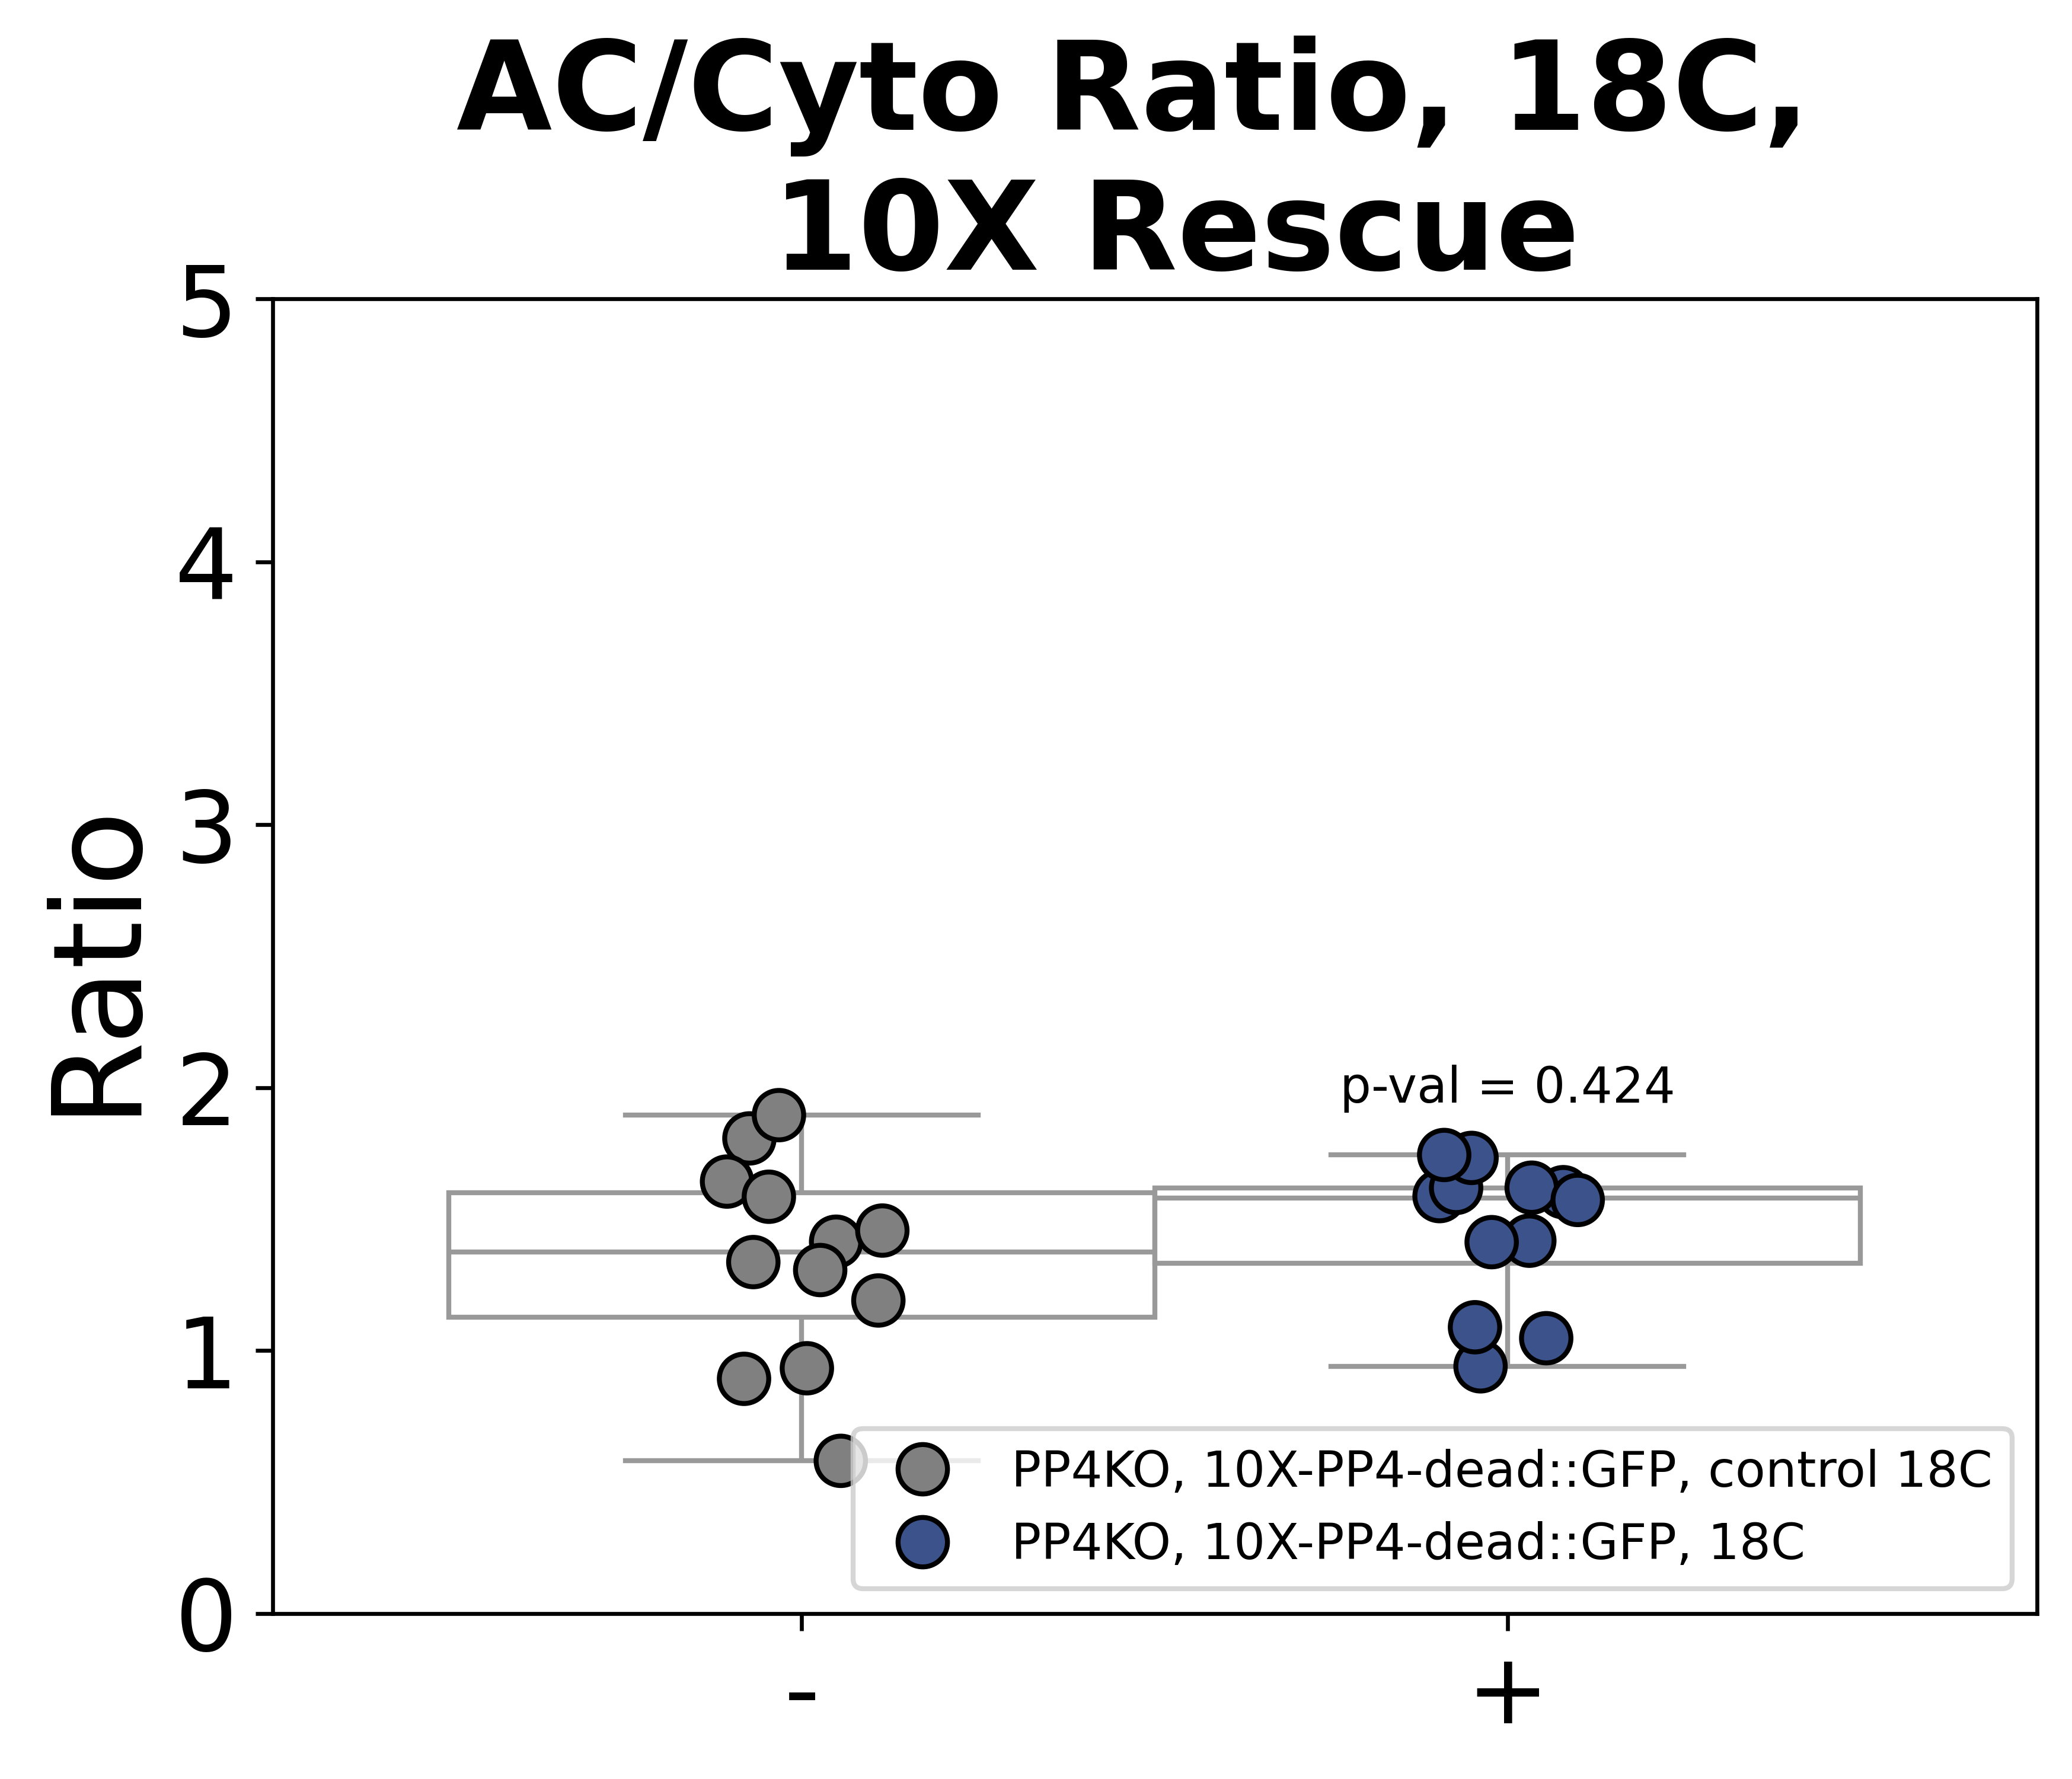 AC/Cyto Ratio, 18C,
10X Rescue
5
4
3
2
1
0
Ratio
p-val = 0.424
PP4KO, 10X-PP4-dead::GFP, control 18C
PP4KO, 10X-PP4-dead::GFP, 18C
- +